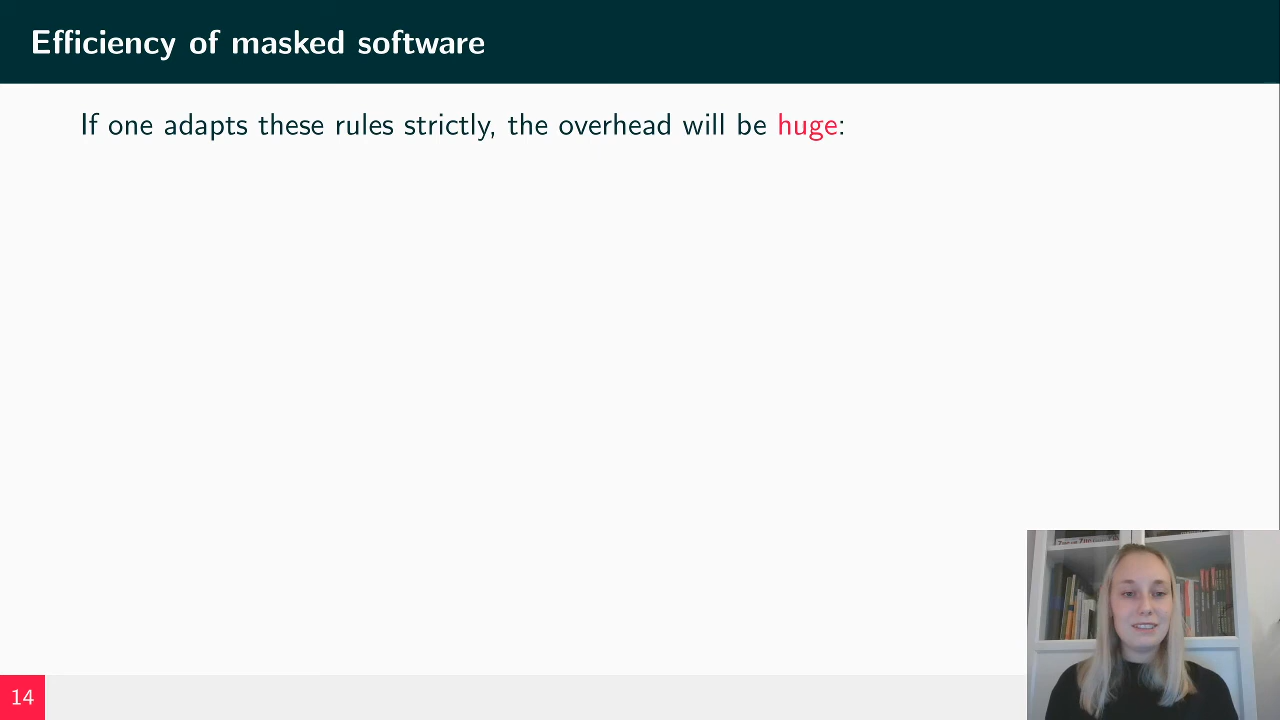 Efficiency of masked software
If one adapts these rules strictly, the overhead will be huge:
14